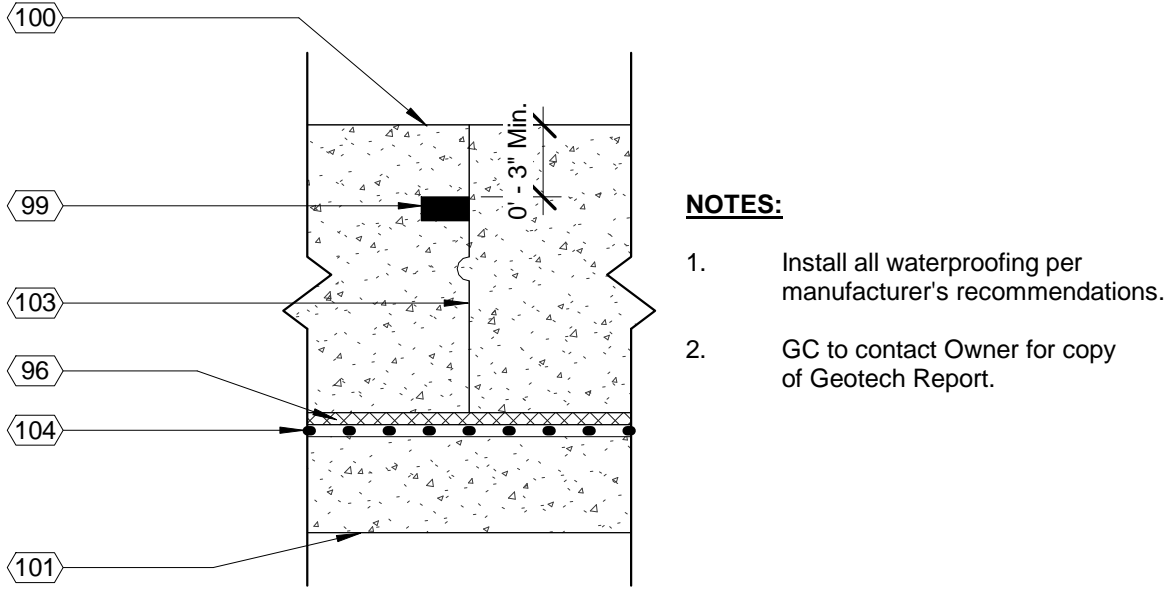 100
99
103
96
104
101
0' - 3" Min.
NOTES:
1. Install all waterproofing per
manufacturer's recommendations.
2. GC to contact Owner for copy
of Geotech Report.